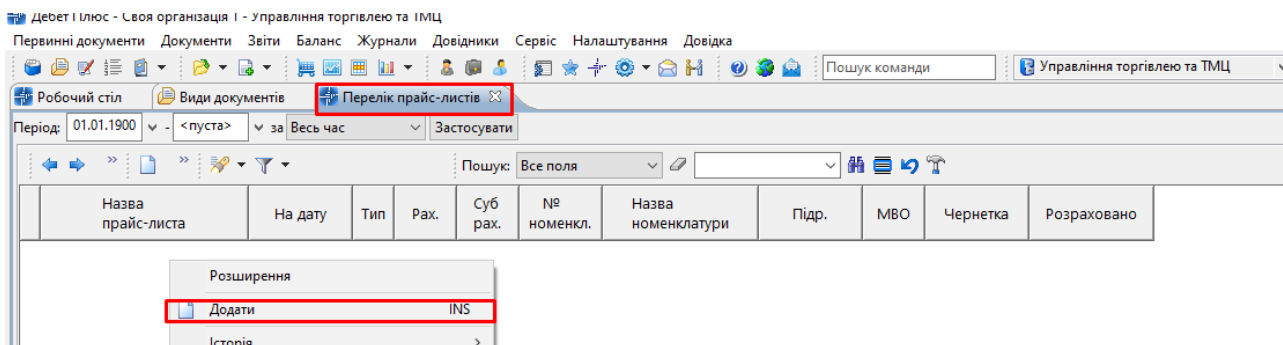 Дебет Плюс - Своя організація 1 - Управління торгівлею та ТМЦ
Первинні документи Документи Звіти Баланс Журнали Довідники Сервіс Налаштування Довідка
Пошук команди Управління торгівлею та ТМЦ
Робочий стіл Види документів Перелік прайс-листів
Період: 01.01.1900 - <пуста> за Весь час Застосувати
Пошук: Все поля
Назва прайс-листа На дату Тип Рах. Суб рах. № номенкл. Назва номенклатури Підр. МВО Чернетка Розраховано
Розширення
Додати INS
Історія